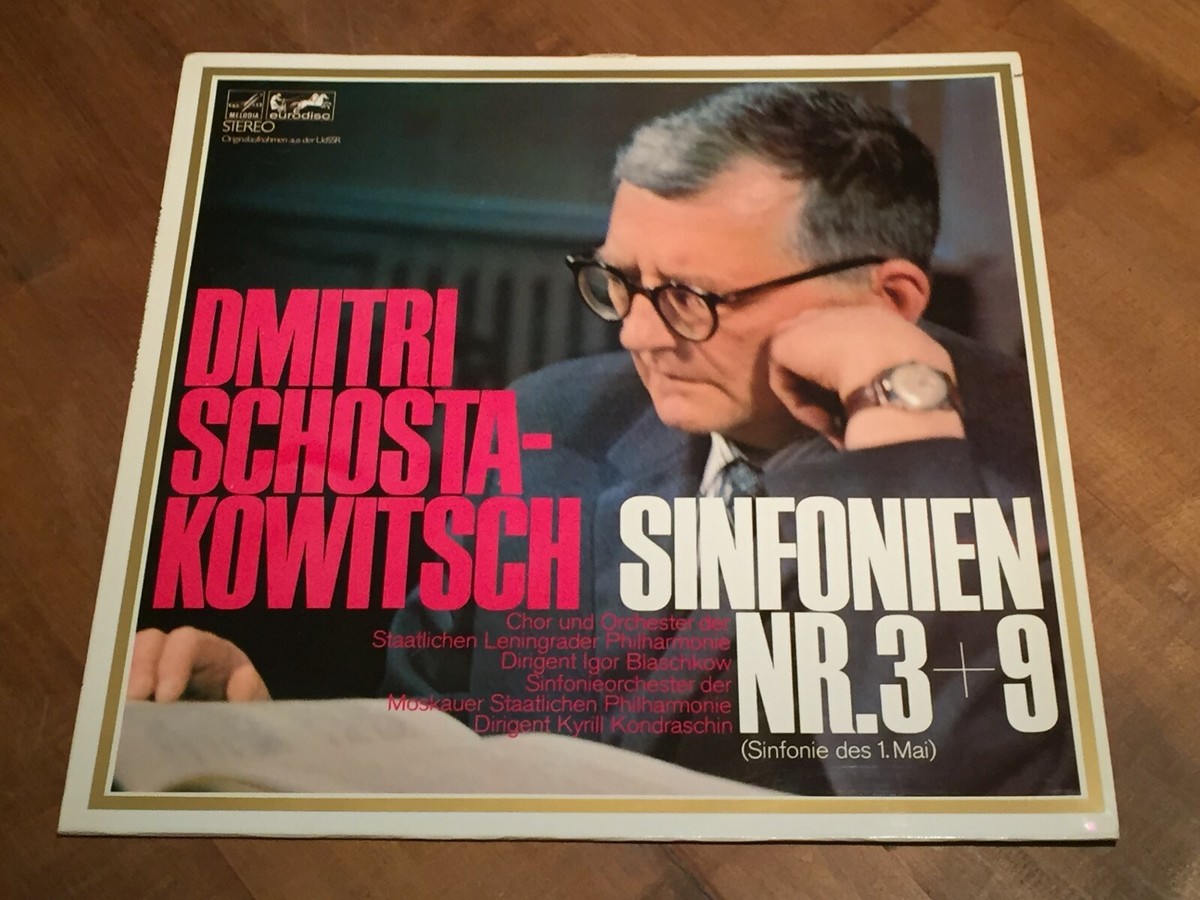 MELODIA eurodisc
STEREO
Originalaufnahmen aus der UdSSR
DMITRI
SCHOSTA-
KOWITSCH
SINFONIEN
NR.3+9
(Sinfonie des 1. Mai)
Chor und Orchester der
Staatlichen Leningrader Philharmonie
Dirigent Igor Blaschkow
Sinfonieorchester der
Moskauer Staatlichen Philharmonie
Dirigent Kyrill Kondraschin